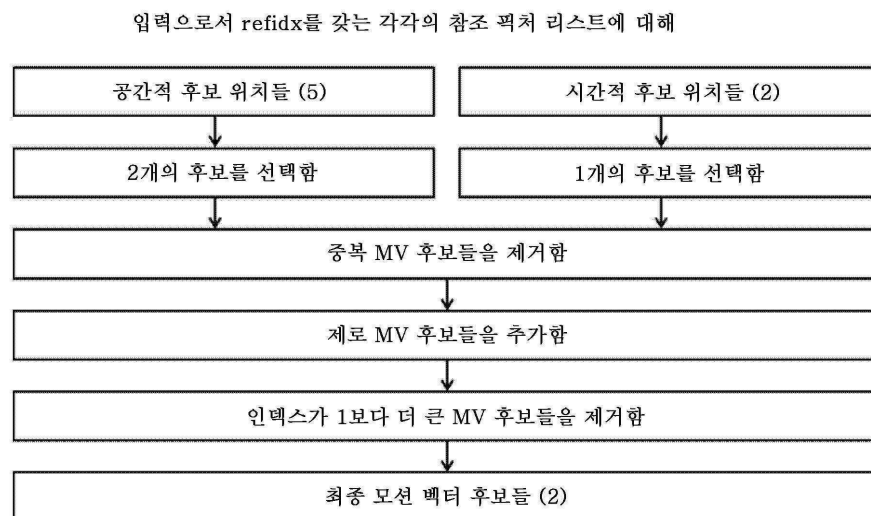 입력으로서 refidx를 갖는 각각의 참조 픽처 리스트에 대해
공간적 후보 위치들 (5)
시간적 후보 위치들 (2)
2개의 후보를 선택함
1개의 후보를 선택함
중복 MV 후보들을 제거함
제로 MV 후보들을 추가함
인덱스가 1보다 더 큰 MV 후보들을 제거함
최종 모션 벡터 후보들 (2)